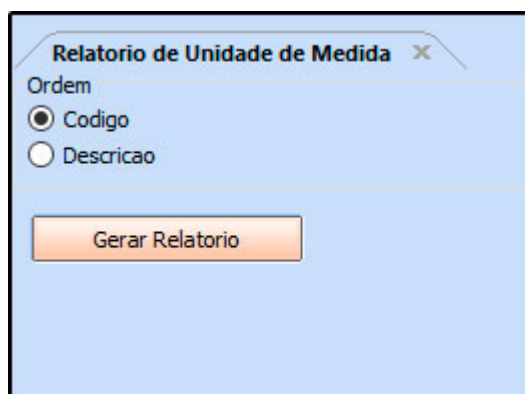 Relatorio de Unidade de Medida
Ordem
Codigo
Descricao
Gerar Relatorio